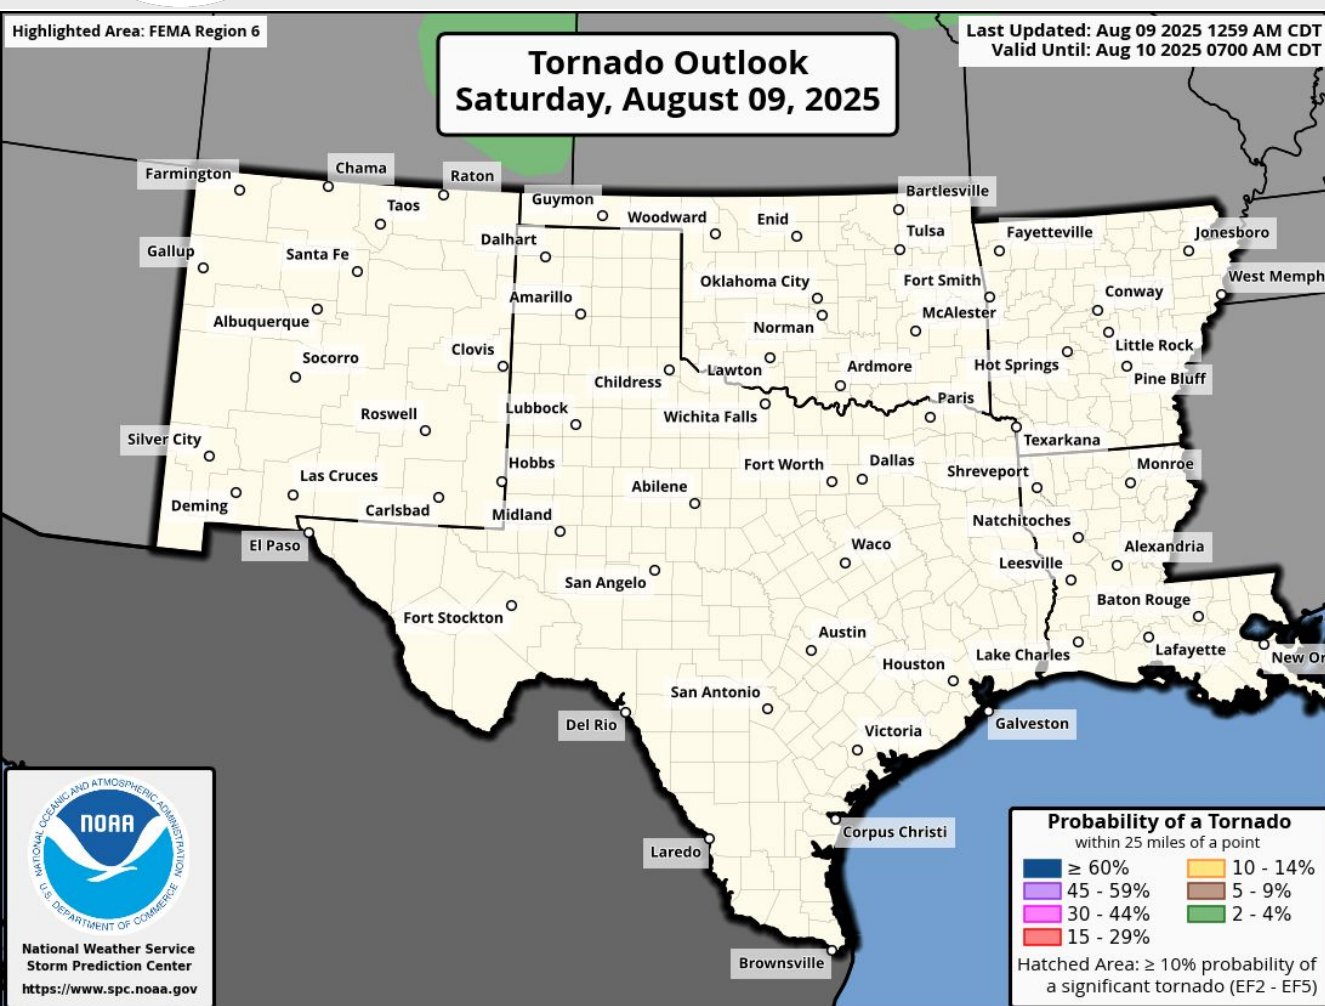 Highlighted Area: FEMA Region 6
Last Updated: Aug 09 2025 1259 AM CDT
Valid Until: Aug 10 2025 0700 AM CDT
Tornado Outlook
Saturday, August 09, 2025
Farmington
Chama
Raton
Taos
Guymon
Woodward
Enid
Bartlesville
Tulsa
Fayetteville
Jonesboro
Gallup
Santa Fe
Dalhart
Oklahoma City
Fort Smith
West Memph
Amarillo
Conway
Albuquerque
Norman
McAlester
Little Rock
Socorro
Clovis
Childress
Lawton
Ardmore
Hot Springs
Pine Bluff
Roswell
Lubbock
Wichita Falls
Paris
Silver City
Texarkana
Las Cruces
Hobbs
Fort Worth
Dallas
Shreveport
Monroe
Deming
Carlsbad
Midland
Abilene
Natchitoches
El Paso
Waco
Alexandria
San Angelo
Leesville
Fort Stockton
Baton Rouge
Austin
Lake Charles
Lafayette
New Or
Houston
San Antonio
Del Rio
Galveston
Victoria
Corpus Christi
Laredo
Brownsville
NATIONAL OCEANIC AND ATMOSPHERIC ADMINISTRATION
NOAA
U.S. DEPARTMENT OF COMMERCE
National Weather Service
Storm Prediction Center
https://www.spc.noaa.gov
Probability of a Tornado
within 25 miles of a point
≥ 60%
10 - 14%
45 - 59%
5 - 9%
30 - 44%
2 - 4%
15 - 29%
Hatched Area: ≥ 10% probability of
a significant tornado (EF2 - EF5)